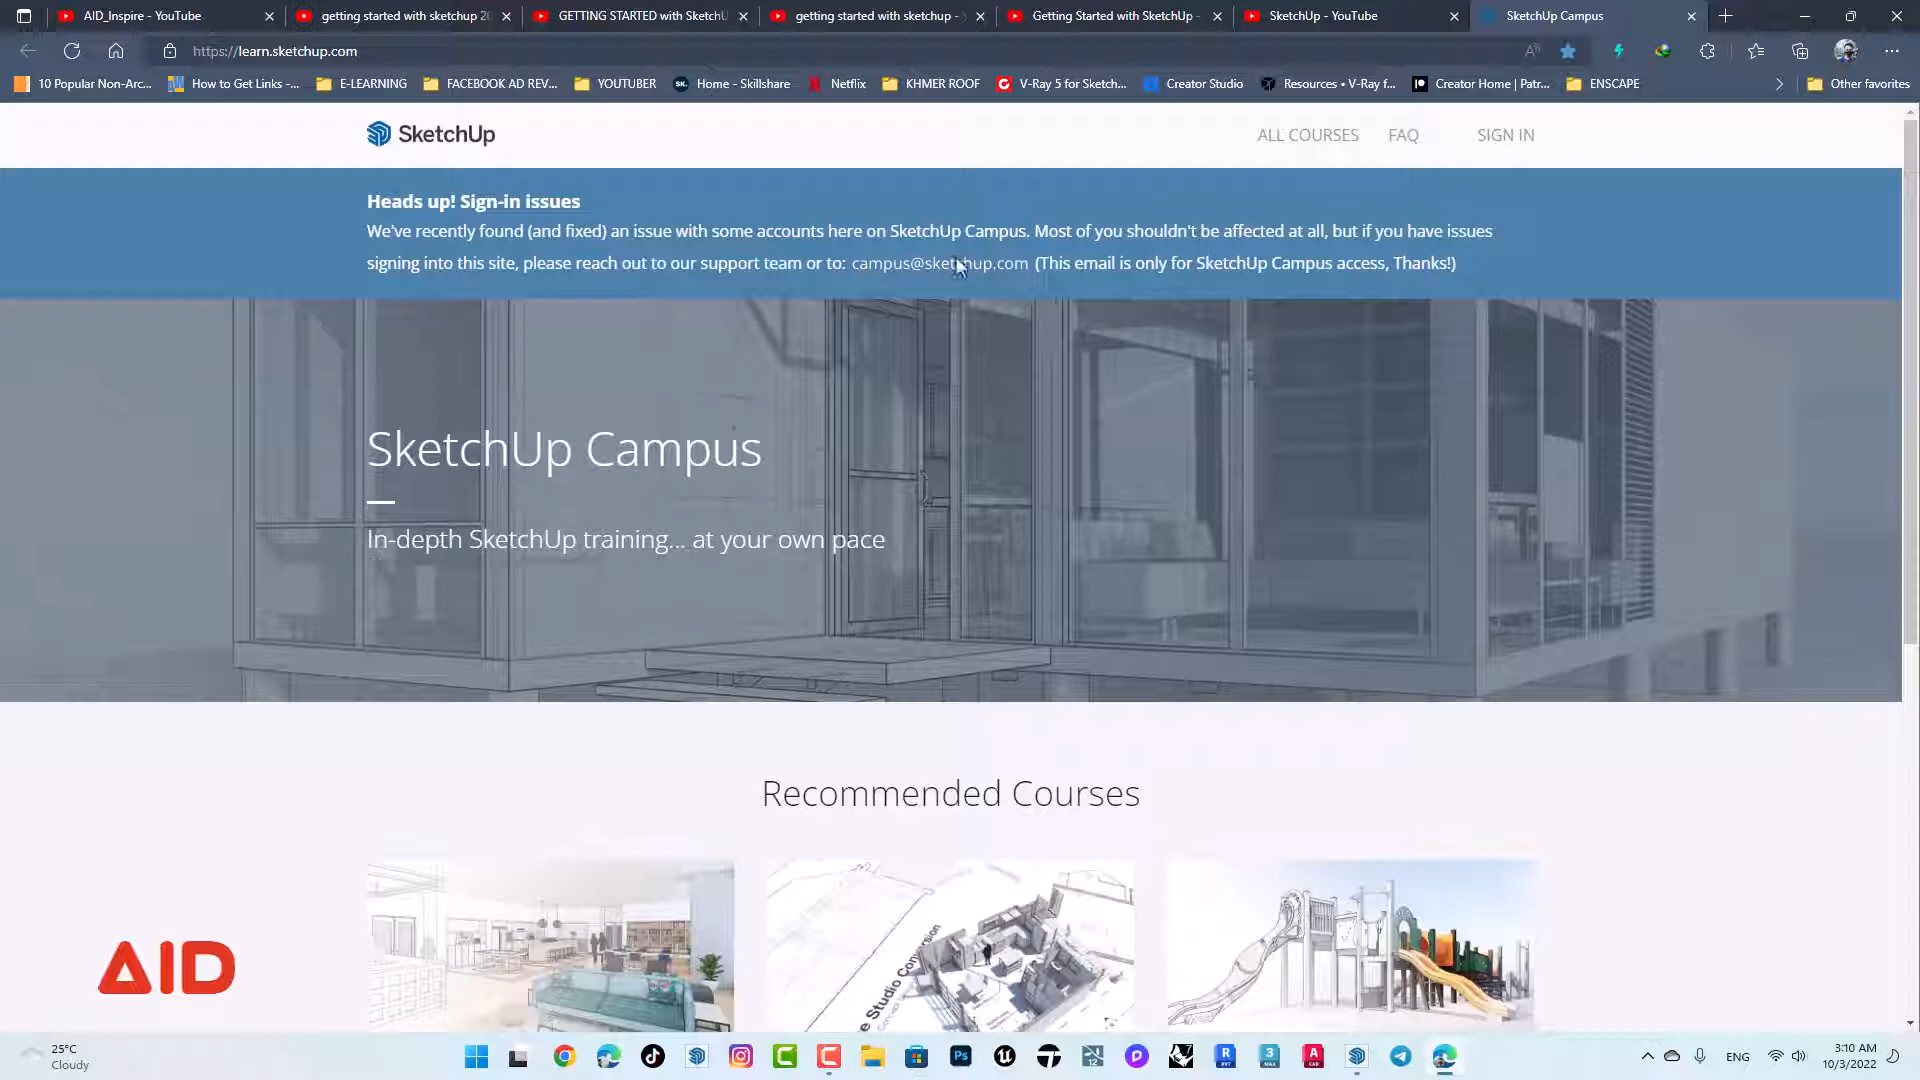 AID_Inspire - YouTube
getting started with sketchup 20
GETTING STARTED with SketchU
getting started with sketchup - Y
Getting Started with SketchUp -
SketchUp - YouTube
SketchUp Campus
https://learn.sketchup.com
10 Popular Non-Arc...
How to Get Links -...
E-LEARNING
FACEBOOK AD REV...
YOUTUBER
SK. Home - Skillshare
Netflix
KHMER ROOF
V-Ray 5 for Sketch...
Creator Studio
Resources • V-Ray f...
Creator Home | Patr...
ENSCAPE
Other favorites
SketchUp
ALL COURSES
FAQ
SIGN IN
Heads up! Sign-in issues
We've recently found (and fixed) an issue with some accounts here on SketchUp Campus. Most of you shouldn't be affected at all, but if you have issues
signing into this site, please reach out to our support team or to: campus@sketchup.com (This email is only for SketchUp Campus access, Thanks!)
SketchUp Campus
In-depth SketchUp training... at your own pace
Recommended Courses
e Studio Conversion
AID
25°C
Cloudy
ENG
3:10 AM
10/3/2022